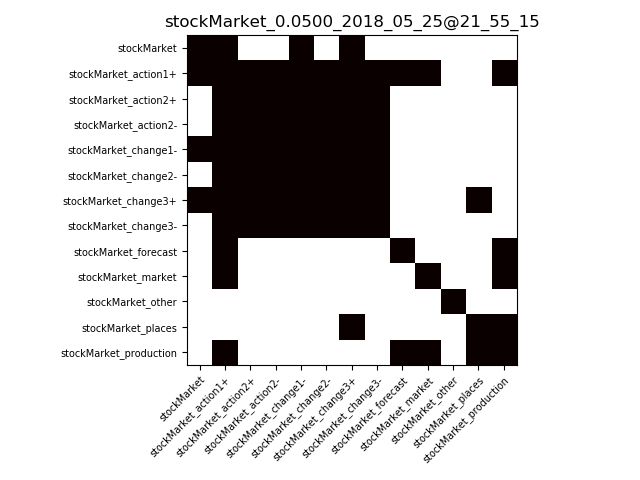 stockMarket_0.0500_2018_05_25@21_55_15
stockMarket
stockMarket_action1+
stockMarket_action2+
stockMarket_action2-
stockMarket_change1-
stockMarket_change2-
stockMarket_change3+
stockMarket_change3-
stockMarket_forecast
stockMarket_market
stockMarket_other
stockMarket_places
stockMarket_production
stockMarket
stockMarket_action1+
stockMarket_action2+
stockMarket_action2-
stockMarket_change1-
stockMarket_change2-
stockMarket_change3+
stockMarket_change3-
stockMarket_forecast
stockMarket_market
stockMarket_other
stockMarket_places
stockMarket_production